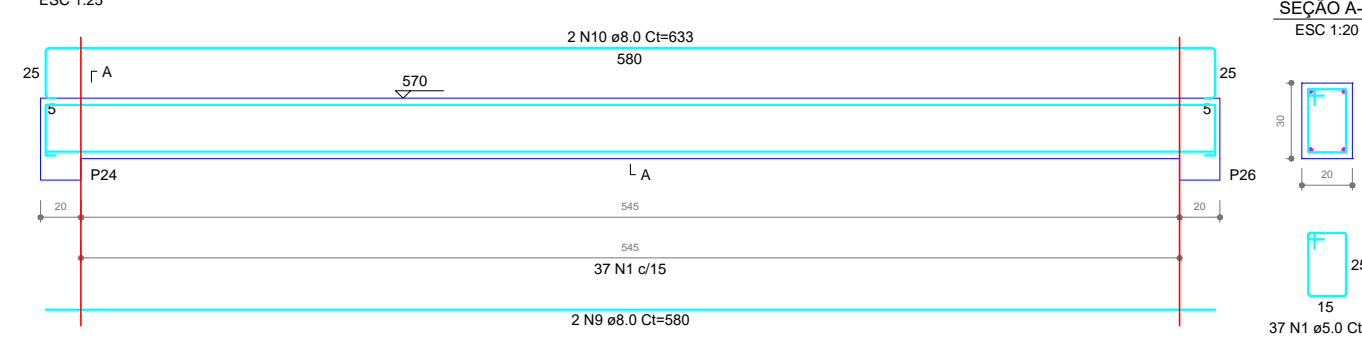 ESC 1:25
SEÇÃO A-
ESC 1:20
2 N10 ø8.0 Ct=633
580
25
A
570
25
5
5
30
P24
A
P26
20
20
545
20
545
37 N1 c/15
25
15
2 N9 ø8.0 Ct=580
37 N1 ø5.0 Ct